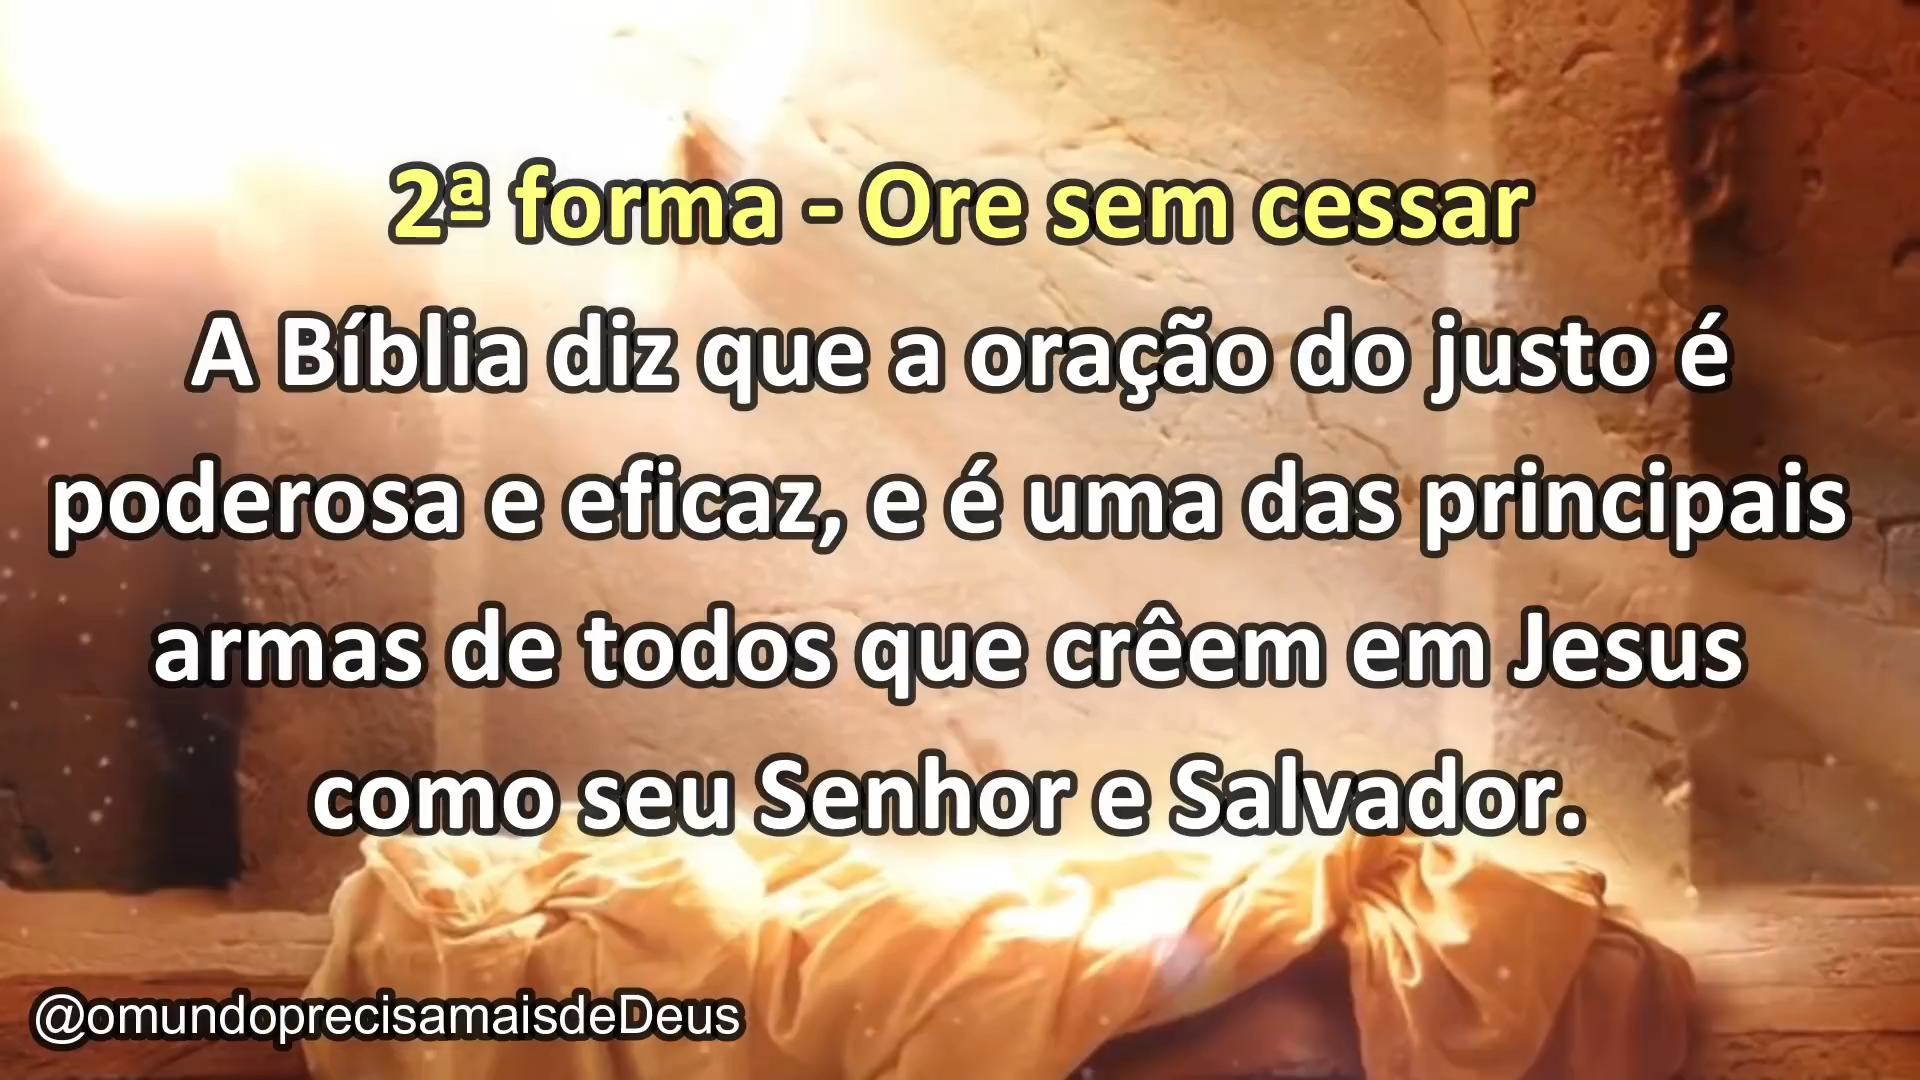 2ª forma - Ore sem cessar
A Bíblia diz que a oração do justo é
poderosa e eficaz, e é uma das principais
armas de todos que crêem em Jesus
como seu Senhor e Salvador.
@omundoprecisamaisdeDeus